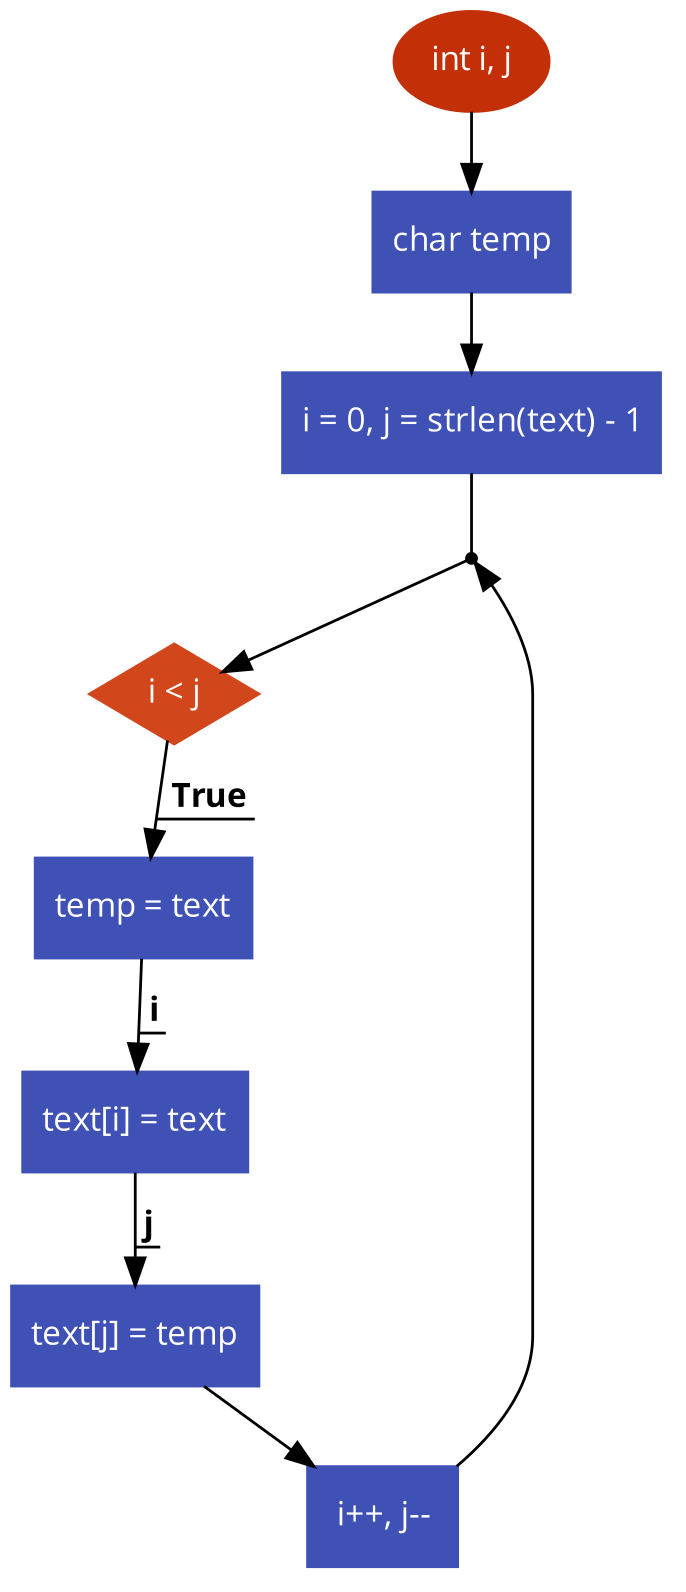 int i, j
char temp
i = 0, j = strlen(text) - 1
i < j
True
temp = text
i
text[i] = text
j
text[j] = temp
i++, j--